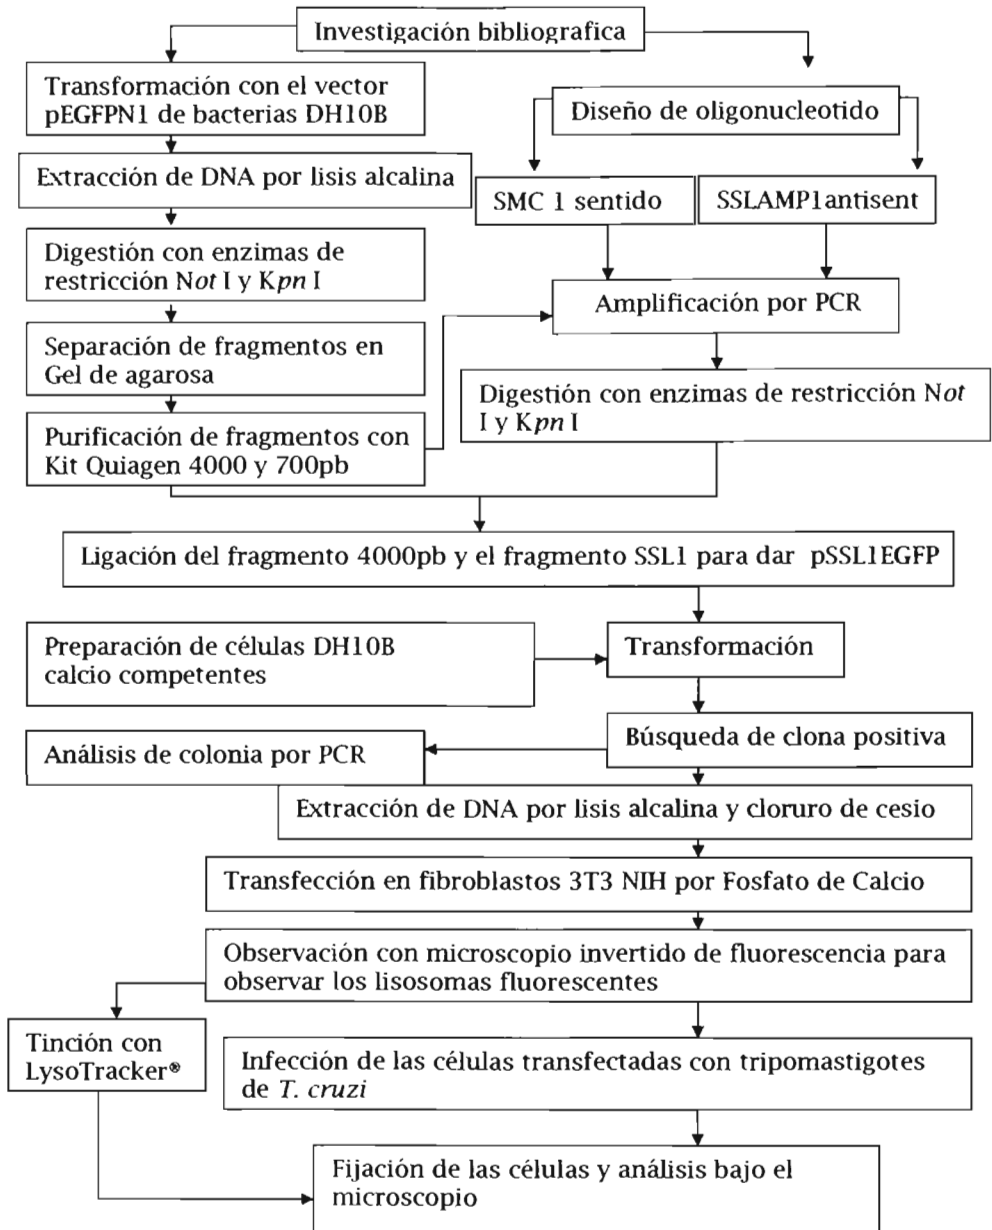 Investigación bibliografica
Transformación con el vector
pEGFPN1 de bacterias DH10B
Diseño de oligonucleotido
Extracción de DNA por lisis alcalina
SMC 1 sentido
SSLAMP1antisent
Digestión con enzimas de
restricción Not I y Kpn I
Amplificación por PCR
Separación de fragmentos en
Gel de agarosa
Digestión con enzimas de restricción Not
I y Kpn I
Purificación de fragmentos con
Kit Quiagen 4000 y 700pb
Ligación del fragmento 4000pb y el fragmento SSL1 para dar pSSL1EGFP
Preparación de células DH10B
calcio competentes
Transformación
Búsqueda de clona positiva
Análisis de colonia por PCR
Extracción de DNA por lisis alcalina y cloruro de cesio
Transfección en fibroblastos 3T3 NIH por Fosfato de Calcio
Observación con microscopio invertido de fluorescencia para
observar los lisosomas fluorescentes
Tinción con
LysoTracker®
Infección de las células transfectadas con tripomastigotes
de T. cruzi
Fijación de las células y análisis bajo el
microscopio